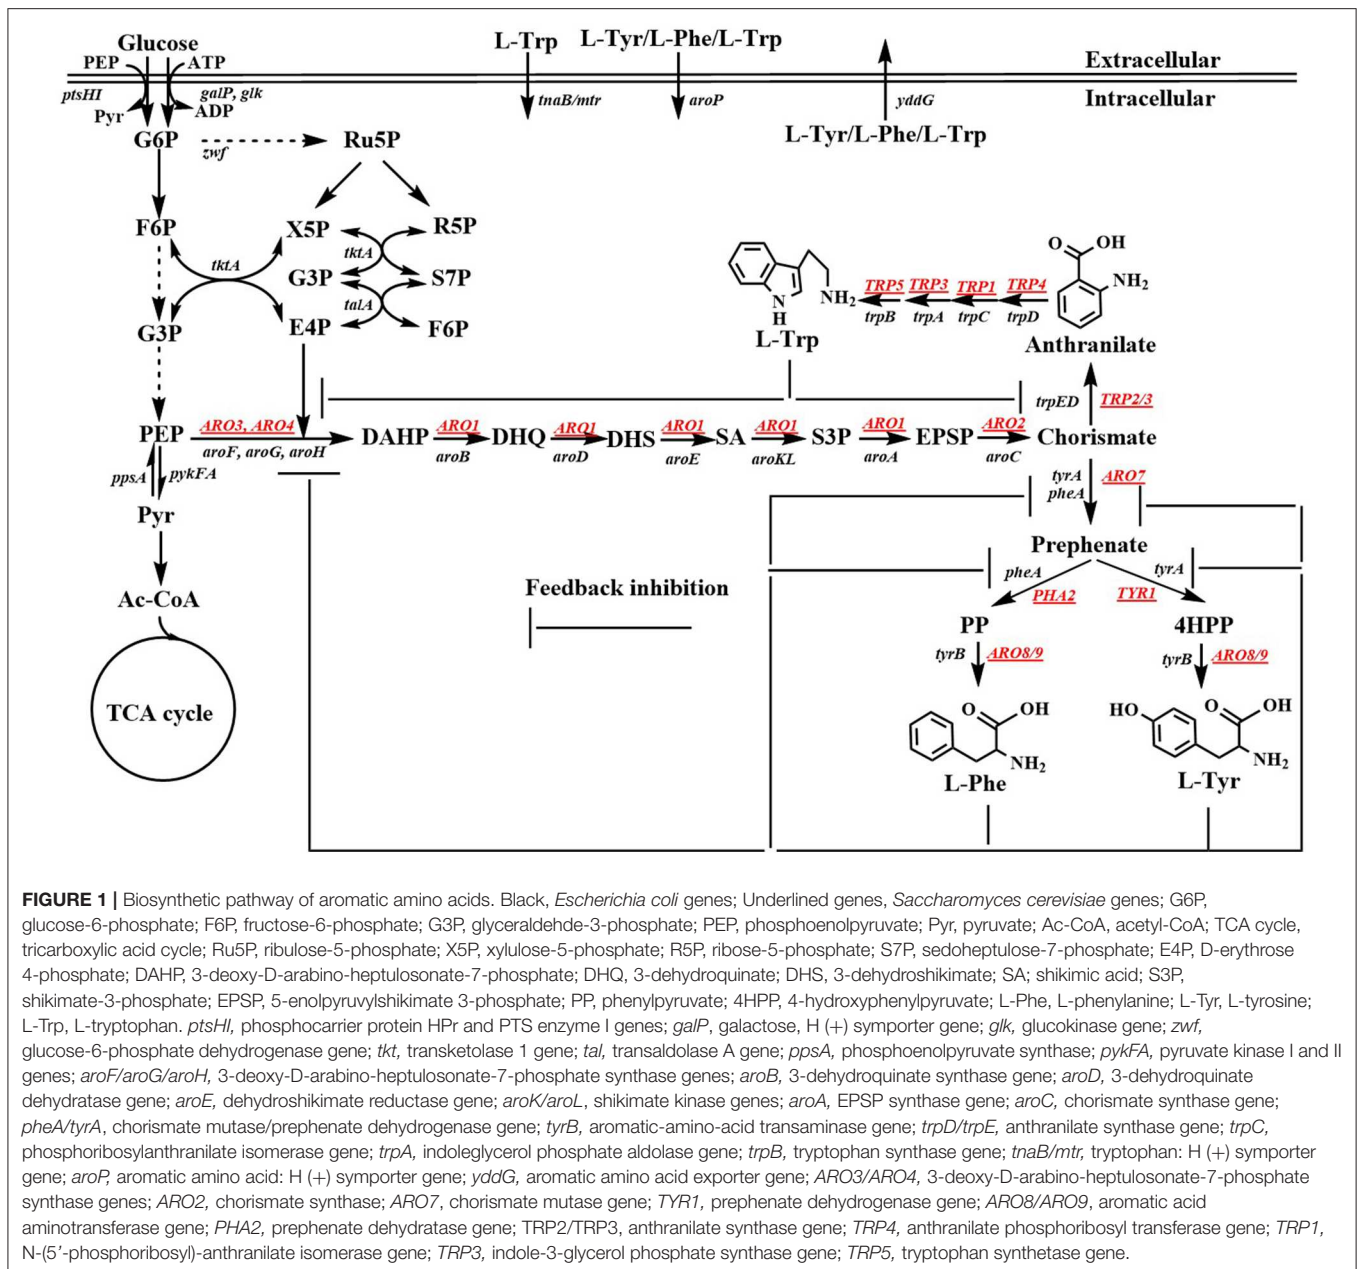 Glucose
PEP
ATP
ptsHI
galP, glk
Pyr
ADP
G6P
zwf
Ru5P
L-Trp
tnaB/mtr
L-Tyr/L-Phe/L-Trp
aroP
yddG
L-Tyr/L-Phe/L-Trp
Extracellular
Intracellular
F6P
X5P
R5P
tktA
tktA
G3P
S7P
talA
G3P
E4P
F6P
N
H
NH2
L-Trp
TRP5
TRP3
TRP1
TRP4
trpB
trpA
trpC
trpD
O
OH
NH2
Anthranilate
trpED
TRP2/3
PEP
ARO3, ARO4
aroF, aroG, aroH
DAHP
ARO1
aroB
DHQ
ARO1
aroD
DHS
ARO1
aroE
SA
ARO1
aroKL
S3P
ARO1
aroA
EPSP
ARO2
aroC
Chorismate
ppsA
pykFA
Pyr
Ac-CoA
TCA cycle
tyrA
pheA
ARO7
Prephenate
pheA
tyrA
PHA2
TYR1
Feedback inhibition
PP
4HPP
tyrB
ARO8/9
tyrB
ARO8/9
O
OH
NH2
L-Phe
HO
O
OH
NH2
L-Tyr
FIGURE 1 | Biosynthetic pathway of aromatic amino acids. Black, Escherichia coli genes; Underlined genes, Saccharomyces cerevisiae genes; G6P,
glucose-6-phosphate; F6P, fructose-6-phosphate; G3P, glyceraldehde-3-phosphate; PEP, phosphoenolpyruvate; Pyr, pyruvate; Ac-CoA, acetyl-CoA; TCA cycle,
tricarboxylic acid cycle; Ru5P, ribulose-5-phosphate; X5P, xylulose-5-phosphate; R5P, ribose-5-phosphate; S7P, sedoheptulose-7-phosphate; E4P, D-erythrose
4-phosphate; DAHP, 3-deoxy-D-arabino-heptulosonate-7-phosphate; DHQ, 3-dehydroquinate; DHS, 3-dehydroshikimate; SA; shikimic acid; S3P,
shikimate-3-phosphate; EPSP, 5-enolpyruvylshikimate 3-phosphate; PP, phenylpyruvate; 4HPP, 4-hydroxyphenylpyruvate; L-Phe, L-phenylanine; L-Tyr, L-tyrosine;
L-Trp, L-tryptophan. ptsHI, phosphocarrier protein HPr and PTS enzyme I genes; galP, galactose, H (+) symporter gene; glk, glucokinase gene; zwf,
glucose-6-phosphate dehydrogenase gene; tkt, transketolase 1 gene; tal, transaldolase A gene; ppsA, phosphoenolpyruvate synthase; pykFA, pyruvate kinase I and II
genes; aroF/aroG/aroH, 3-deoxy-D-arabino-heptulosonate-7-phosphate synthase genes; aroB, 3-dehydroquinate synthase gene; aroD, 3-dehydroquinate
dehydratase gene; aroE, dehydroshikimate reductase gene; aroK/aroL, shikimate kinase genes; aroA, EPSP synthase gene; aroC, chorismate synthase gene;
pheA/tyrA, chorismate mutase/prephenate dehydrogenase gene; tyrB, aromatic-amino-acid transaminase gene; trpD/trpE, anthranilate synthase gene; trpC,
phosphoribosylanthranilate isomerase gene; trpA, indoleglycerol phosphate aldolase gene; trpB, tryptophan synthase gene; tnaB/mtr, tryptophan: H (+) symporter
gene; aroP, aromatic amino acid: H (+) symporter gene; yddG, aromatic amino acid exporter gene; ARO3/ARO4, 3-deoxy-D-arabino-heptulosonate-7-phosphate
synthase genes; ARO2, chorismate synthase; ARO7, chorismate mutase gene; TYR1, prephenate dehydrogenase gene; ARO8/ARO9, aromatic acid
aminotransferase gene; PHA2, prephenate dehydratase gene; TRP2/TRP3, anthranilate synthase gene; TRP4, anthranilate phosphoribosyl transferase gene; TRP1,
N-(5′-phosphoribosyl)-anthranilate isomerase gene; TRP3, indole-3-glycerol phosphate synthase gene; TRP5, tryptophan synthetase gene.